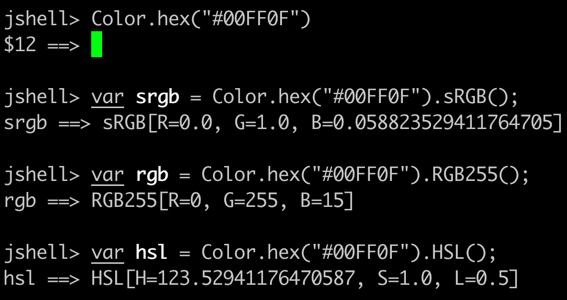 jshell> Color.hex("#00FF0F")
$12 ==>
jshell> var srgb = Color.hex("#00FF0F").sRGB();
srgb ==> sRGB[R=0.0, G=1.0, B=0.058823529411764705]
jshell> var rgb = Color.hex("#00FF0F").RGB255();
rgb ==> RGB255[R=0, G=255, B=15]
jshell> var hsl = Color.hex("#00FF0F").HSL();
hsl ==> HSL[H=123.52941176470587, S=1.0, L=0.5]